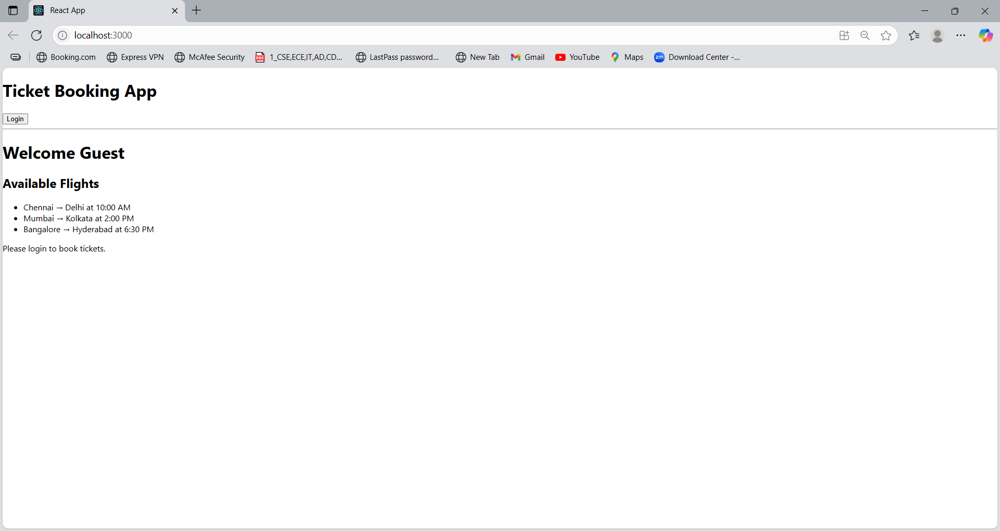 React App
localhost:3000
Booking.com Express VPN McAfee Security 1_CSE,ECE,IT,AD,CD... LastPass password... New Tab Gmail YouTube Maps zm Download Center -...
Ticket Booking App
Login
Welcome Guest
Available Flights
• Chennai → Delhi at 10:00 AM
• Mumbai → Kolkata at 2:00 PM
• Bangalore → Hyderabad at 6:30 PM
Please login to book tickets.